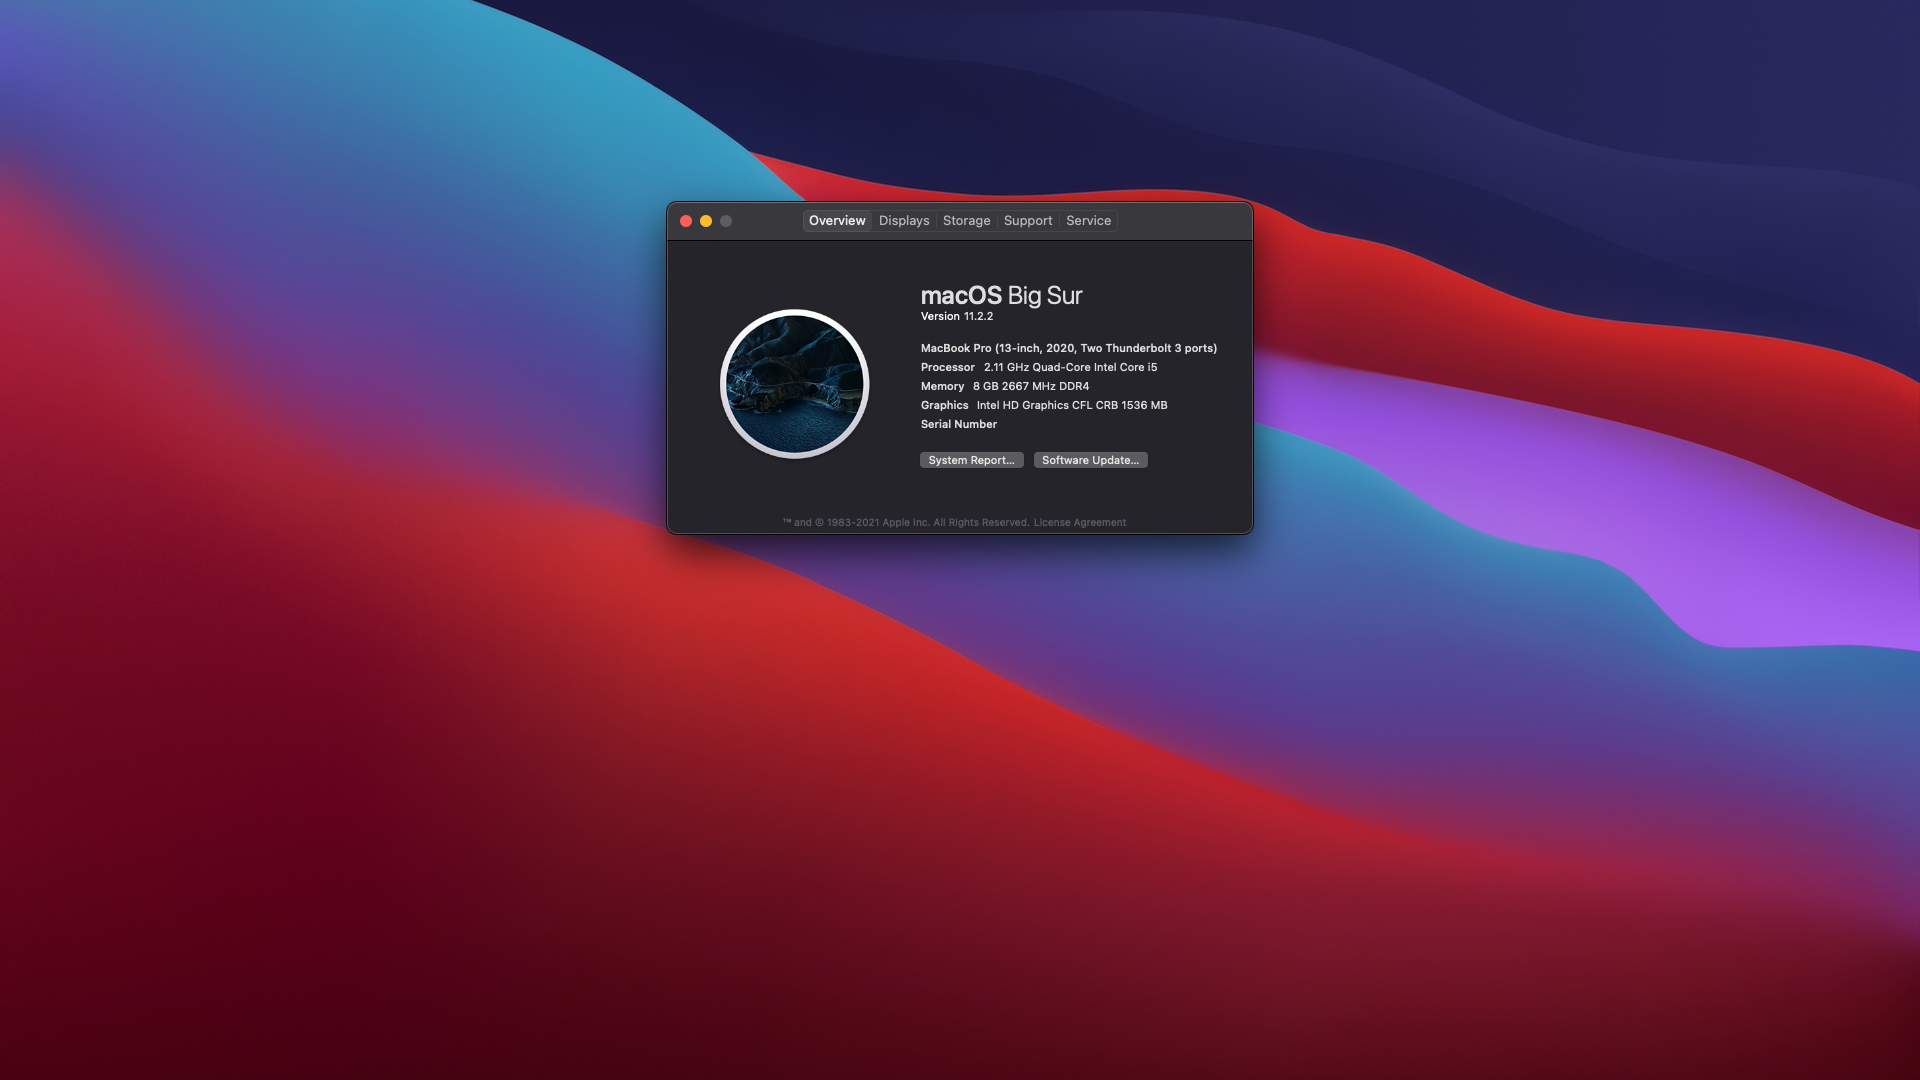 Overview Displays Storage Support Service
macOS Big Sur
Version 11.2.2
MacBook Pro (13-inch, 2020, Two Thunderbolt 3 ports)
Processor 2.11 GHz Quad-Core Intel Core i5
Memory 8 GB 2667 MHz DDR4
Graphics Intel HD Graphics CFL CRB 1536 MB
Serial Number
System Report... Software Update...
™ and © 1983-2021 Apple Inc. All Rights Reserved. License Agreement